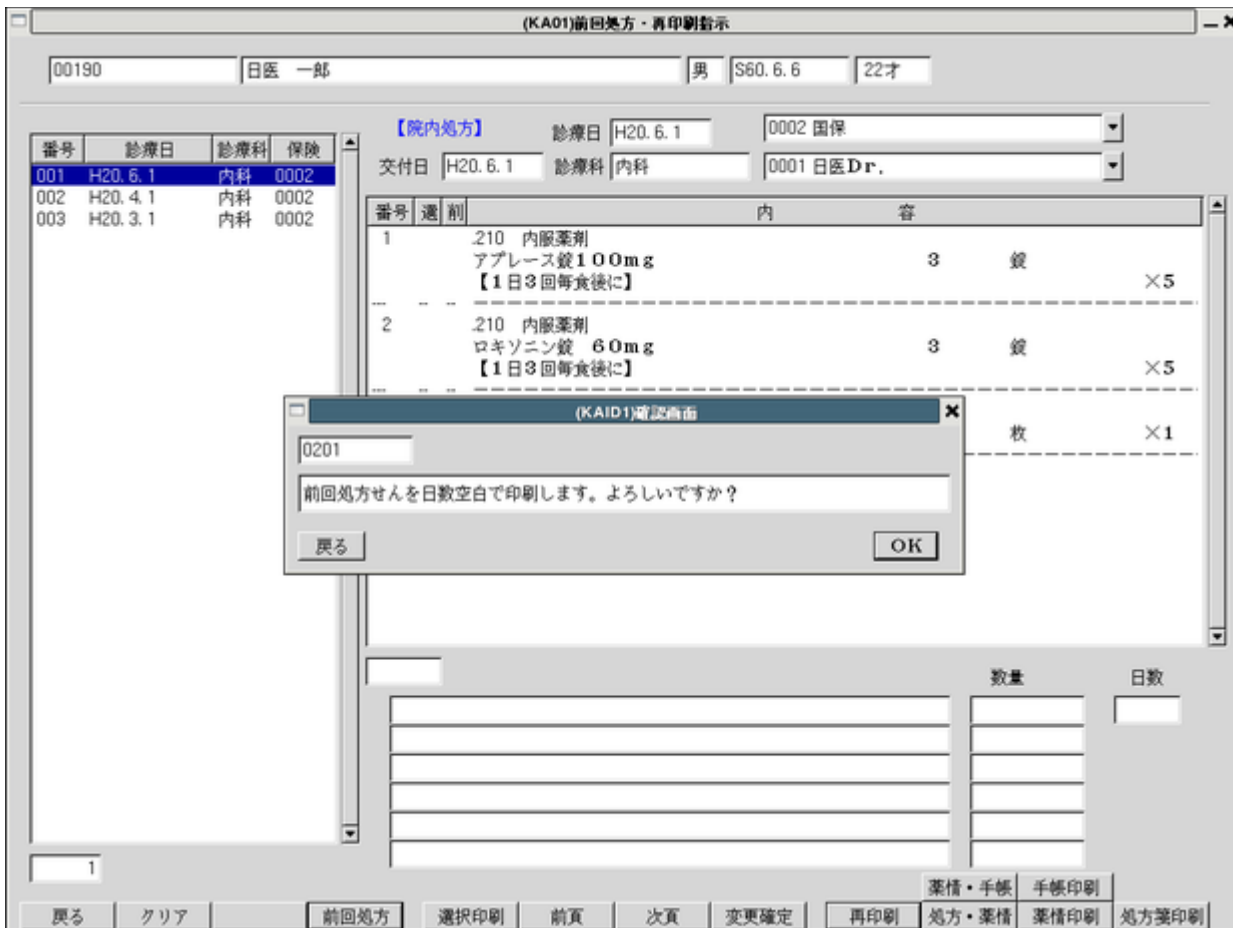 (KA01)前回処方・再印刷指示
00190 日医 一郎 男 S60. 6. 6 22才
【院内処方】 診療日 H20. 6. 1 0002 国保
交付日 H20. 6. 1 診療科 内科 0001 日医Dr.
番号 診療日 診療科 保険
001 H20. 6. 1 内科 0002
002 H20. 4. 1 内科 0002
003 H20. 3. 1 内科 0002
番号 選 削 内 容
1 .210 内服薬剤
アプレース錠100mg 3 錠
【1日3回毎食後に】 ×5
2 .210 内服薬剤
ロキソニン錠 60mg 3 錠
【1日3回毎食後に】 ×5
枚 ×1
(KAID1)確認画面
0201
前回処方せんを日数空白で印刷します。よろしいですか?
戻る OK
数量 日数
1
薬情・手帳 手帳印刷
戻る クリア 前回処方 選択印刷 前頁 次頁 変更確定 再印刷 処方・薬情 薬情印刷 処方箋印刷